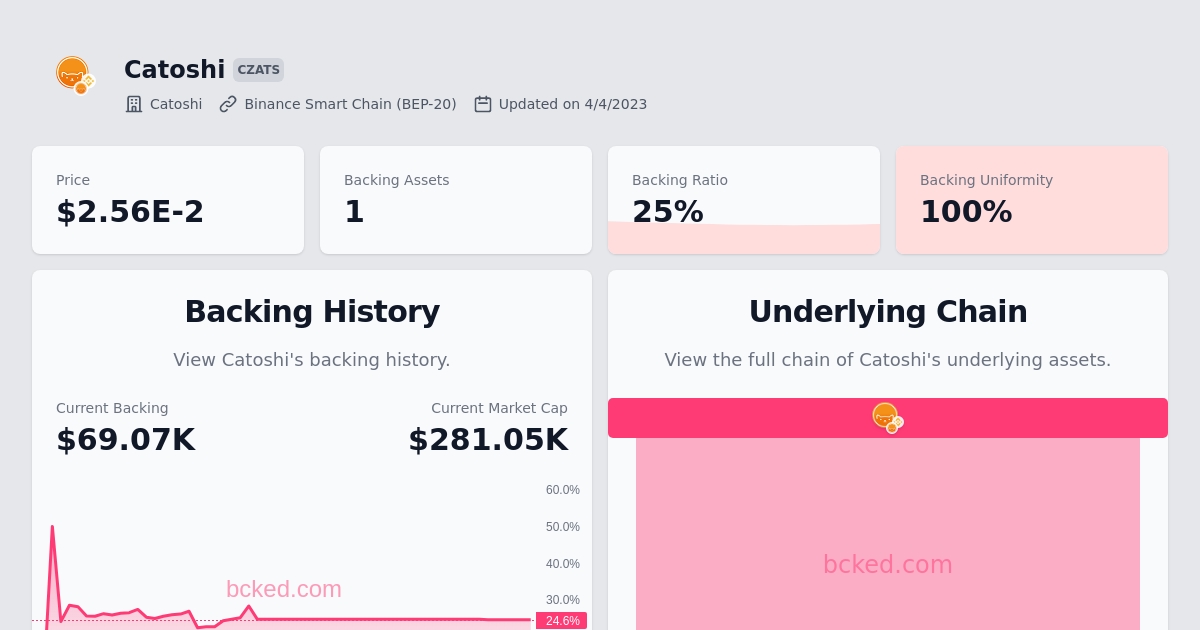 Catoshi CZATS
Catoshi Binance Smart Chain (BEP-20) Updated on 4/4/2023
Price
$2.56E-2
Backing Assets
1
Backing Ratio
25%
Backing Uniformity
100%
Backing History
View Catoshi's backing history.
Current Backing
$69.07K
Current Market Cap
$281.05K
60.0%
50.0%
40.0%
30.0%
24.6%
bcked.com
Underlying Chain
View the full chain of Catoshi's underlying assets.
bcked.com